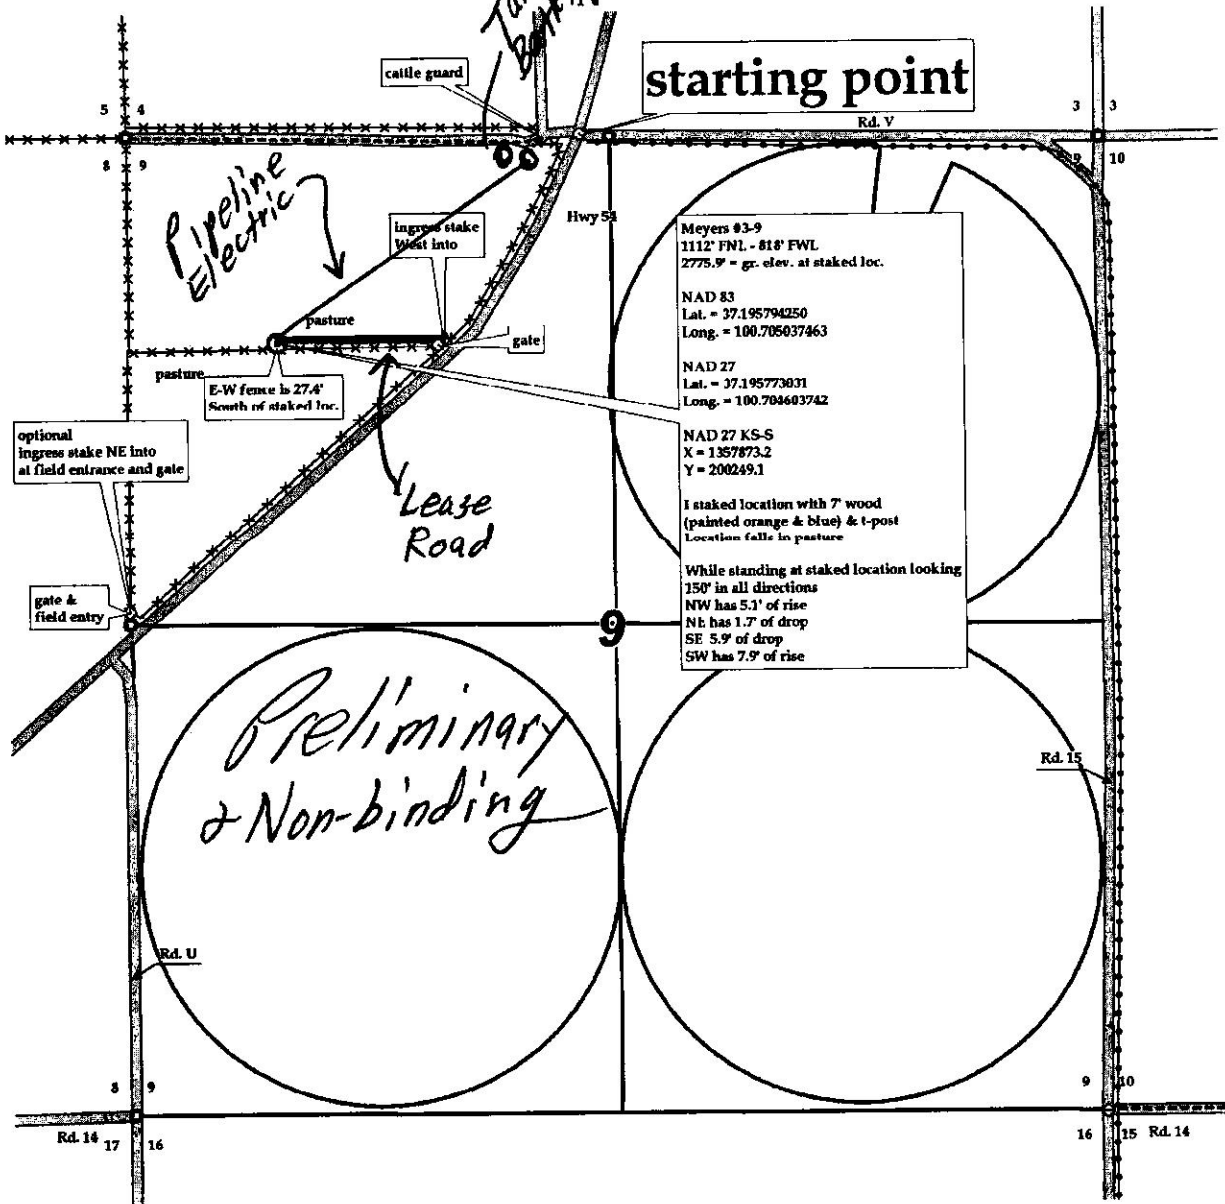 Tan
Batt
cattle guard
starting point
5 4
3 3
Rd. V
8 9
9 10
Pipeline
Electric
Hwy 54
ingress stake
West into
pasture
gate
pasture
E-W fence is 27.4'
South of staked loc.
Meyers #3-9
1112' FNL - 818' FWL
2775.9' = gr. elev. at staked loc.
NAD 83
Lat. = 37.195794250
Long. = 100.705037463
NAD 27
Lat. = 37.195773031
Long. = 100.704603742
NAD 27 KS-S
X = 1357873.2
Y = 200249.1
I staked location with 7' wood
(painted orange & blue) & t-post
Location falls in pasture
While standing at staked location looking
150' in all directions
NW has 5.1' of rise
NE has 1.7' of drop
SE 5.9' of drop
SW has 7.9' of rise
optional
ingress stake NE into
at field entrance and gate
Lease
Road
gate &
field entry
9
Preliminary
& Non-binding
Rd. 15
Rd. U
8 9
9 10
Rd. 14
17 16
16 15
Rd. 14